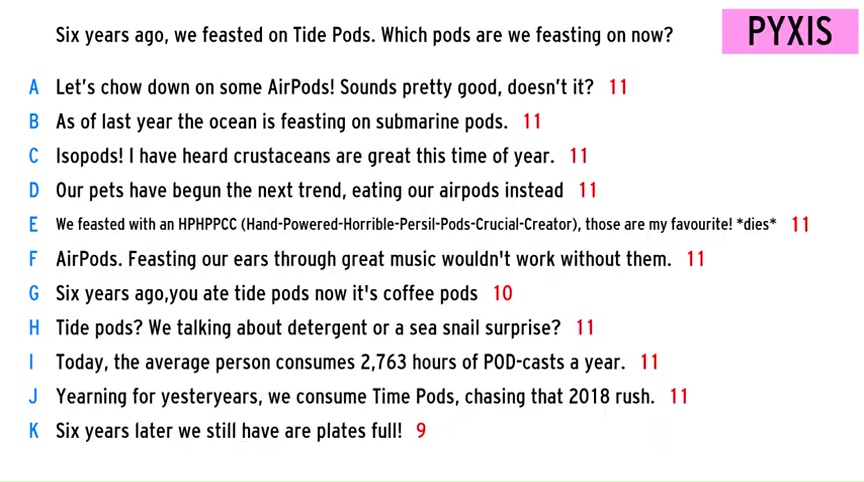 Six years ago, we feasted on Tide Pods. Which pods are we feasting on now?
PYXIS
A Let's chow down on some AirPods! Sounds pretty good, doesn't it? 11
B As of last year the ocean is feasting on submarine pods. 11
C Isopods! I have heard crustaceans are great this time of year. 11
D Our pets have begun the next trend, eating our airpods instead 11
E We feasted with an HPHPPCC (Hand-Powered-Horrible-Persil-Pods-Crucial-Creator), those are my favourite! *dies* 11
F AirPods. Feasting our ears through great music wouldn't work without them. 11
G Six years ago,you ate tide pods now it's coffee pods 10
H Tide pods? We talking about detergent or a sea snail surprise? 11
I Today, the average person consumes 2,763 hours of POD-casts a year. 11
J Yearning for yesteryears, we consume Time Pods, chasing that 2018 rush. 11
K Six years later we still have are plates full! 9